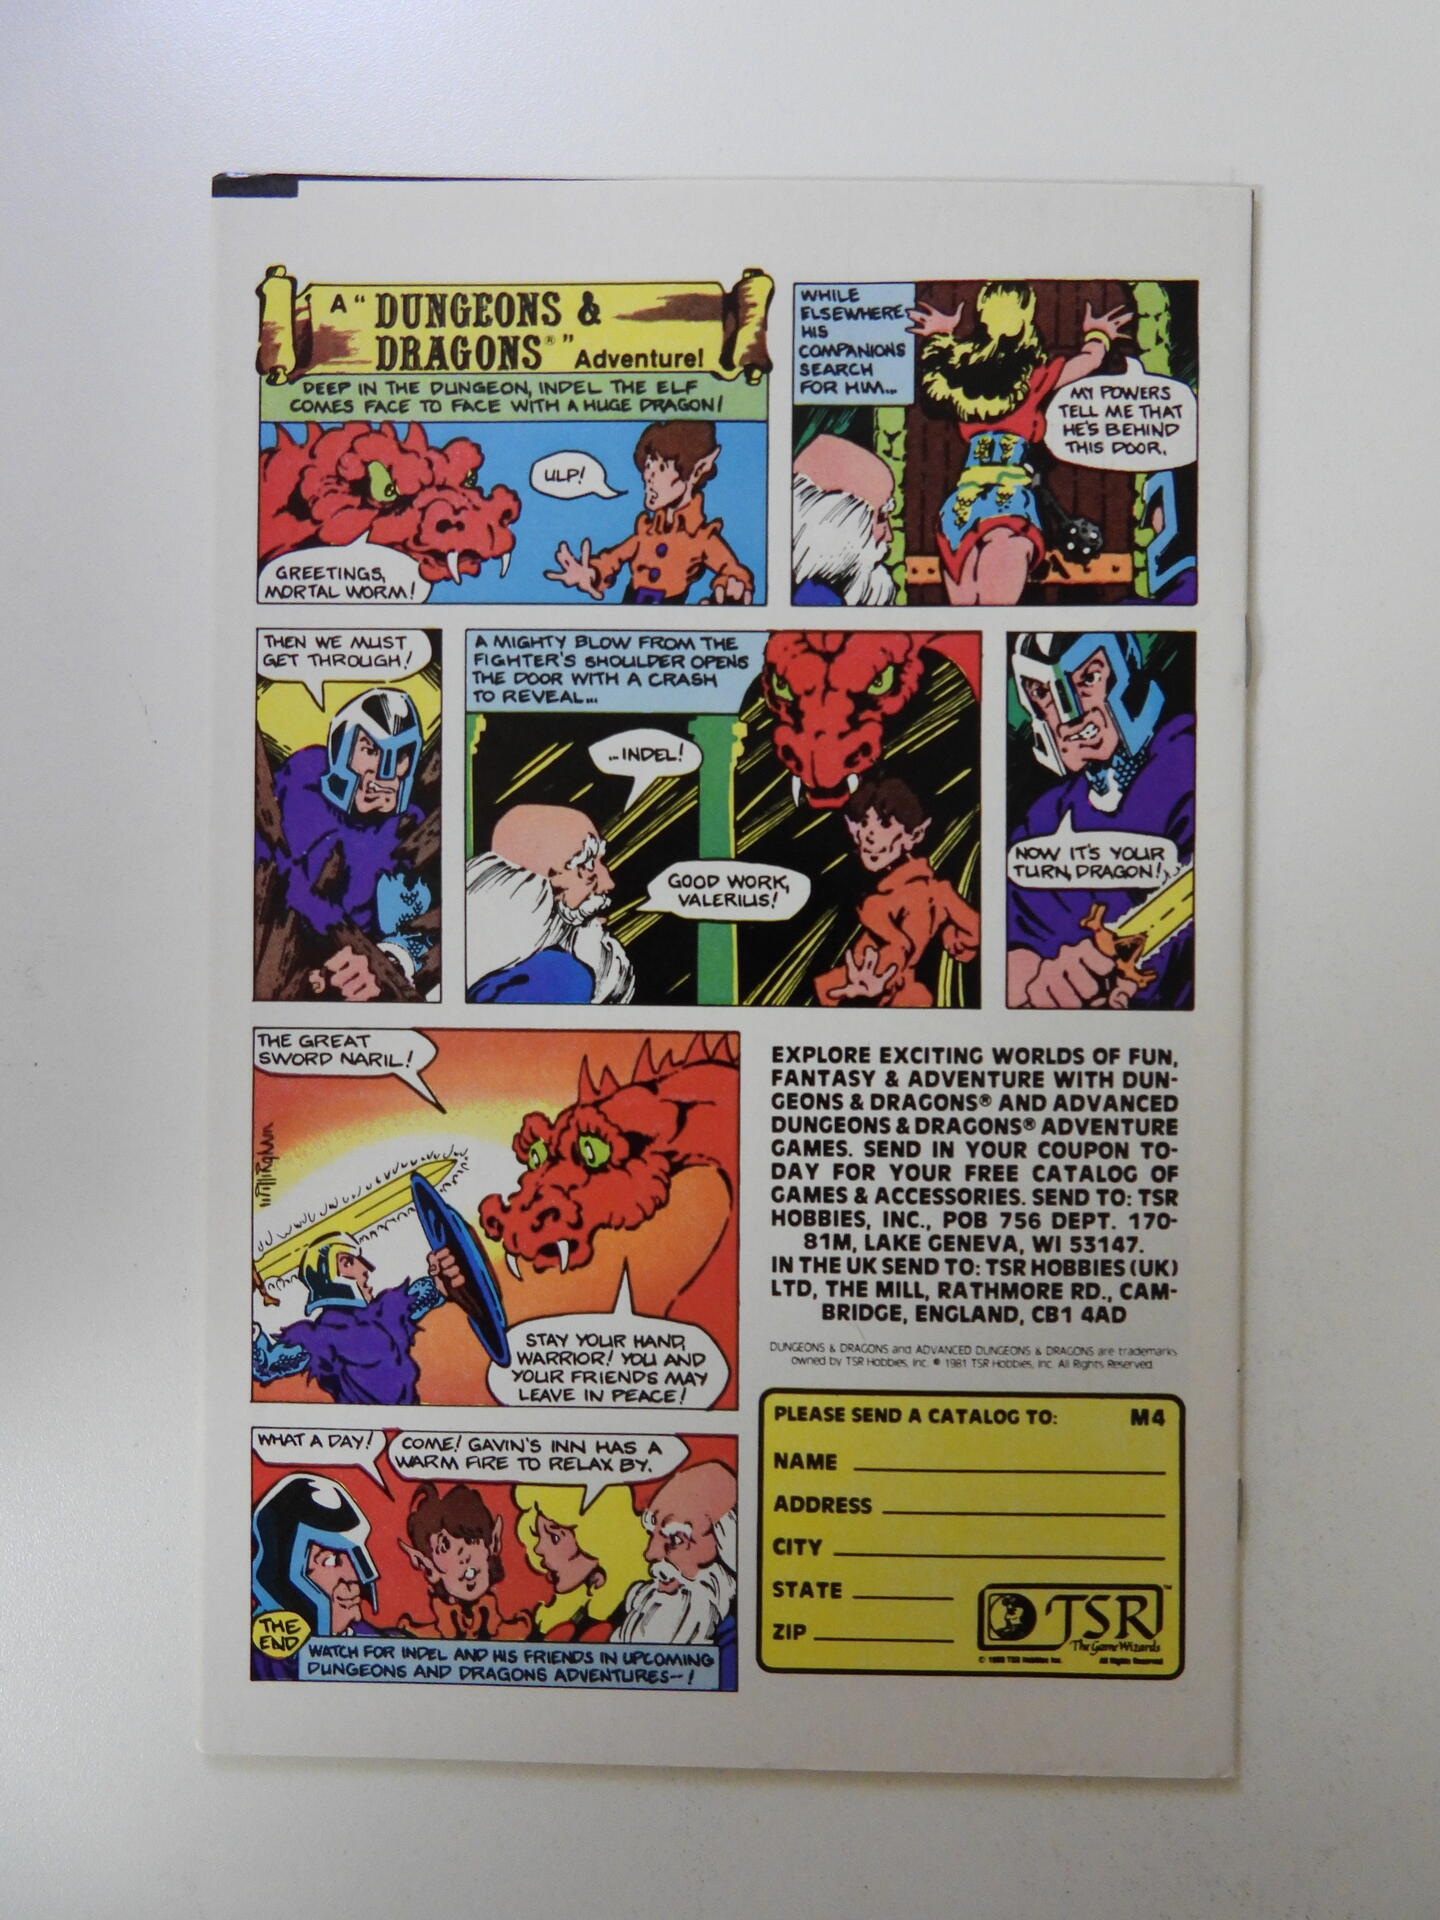 A "DUNGEONS &
DRAGONS®" Adventure!
DEEP IN THE DUNGEON, INDEL THE ELF
COMES FACE TO FACE WITH A HUGE DRAGON!
ULP!
GREETINGS,
MORTAL WORM!
WHILE
ELSEWHERE,
HIS
COMPANIONS
SEARCH
FOR HIM...
MY POWERS
TELL ME THAT
HE'S BEHIND
THIS DOOR.
THEN WE MUST
GET THROUGH!
A MIGHTY BLOW FROM THE
FIGHTER'S SHOULDER OPENS
THE DOOR WITH A CRASH
TO REVEAL...
...INDEL!
GOOD WORK,
VALERIUS!
NOW IT'S YOUR
TURN, DRAGON!
THE GREAT
SWORD NARIL!
Willingham
STAY YOUR HAND,
WARRIOR! YOU AND
YOUR FRIENDS MAY
LEAVE IN PEACE!
WHAT A DAY!
COME! GAVIN'S INN HAS A
WARM FIRE TO RELAX BY.
THE
END
WATCH FOR INDEL AND HIS FRIENDS IN UPCOMING
DUNGEONS AND DRAGONS ADVENTURES--!
EXPLORE EXCITING WORLDS OF FUN,
FANTASY & ADVENTURE WITH DUN-
GEONS & DRAGONS® AND ADVANCED
DUNGEONS & DRAGONS® ADVENTURE
GAMES. SEND IN YOUR COUPON TO-
DAY FOR YOUR FREE CATALOG OF
GAMES & ACCESSORIES. SEND TO: TSR
HOBBIES, INC., POB 756 DEPT. 170-
81M, LAKE GENEVA, WI 53147.
IN THE UK SEND TO: TSR HOBBIES (UK)
LTD, THE MILL, RATHMORE RD., CAM-
BRIDGE, ENGLAND, CB1 4AD
DUNGEONS & DRAGONS and ADVANCED DUNGEONS & DRAGONS are trademarks
owned by TSR Hobbies, Inc. © 1981 TSR Hobbies, Inc. All Rights Reserved.
PLEASE SEND A CATALOG TO: M4
NAME
ADDRESS
CITY
STATE
ZIP
TSR™
The Game Wizards
© 1980 TSR Hobbies Inc. All Rights Reserved